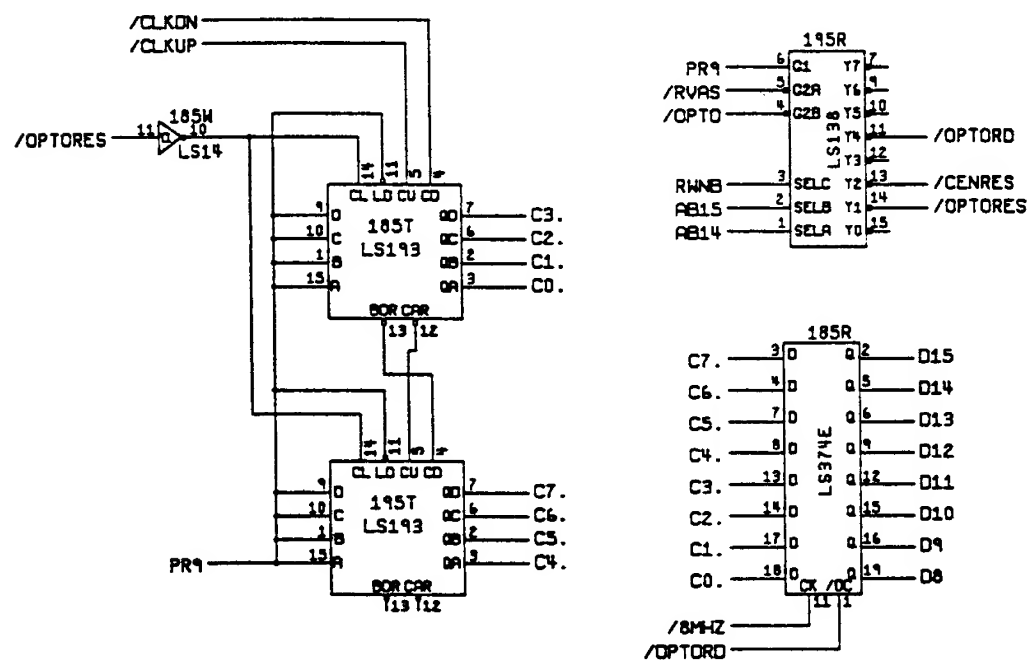 /CLKDN
/CLKUP
/OPTORES 11 185W 10 LS14
14 11 5 4
CL LD CU CD
9 D QD 7 C3.
10 C 185T QC 6 C2.
1 B LS193 QB 2 C1.
15 A QA 3 C0.
BOR CAR
13 12
14 11 5 4
CL LD CU CD
9 D QD 7 C7.
10 C 195T QC 6 C6.
1 B LS193 QB 2 C5.
PR9 15 A QA 3 C4.
BOR CAR
13 12
195R
LS138
PR9 6 G1 Y7 7
/RVAS 5 G2A Y6 9
/OPTO 4 G2B Y5 10
Y4 11 /OPTORD
Y3 12
RWNB 3 SELC Y2 13 /CENRES
AB15 2 SELB Y1 14 /OPTORES
AB14 1 SELA Y0 15
185R
LS374E
C7. 3 D Q 2 D15
C6. 4 D Q 5 D14
C5. 7 D Q 6 D13
C4. 8 D Q 9 D12
C3. 13 D Q 12 D11
C2. 14 D Q 15 D10
C1. 17 D Q 16 D9
C0. 18 D Q 19 D8
CK /OC
11 1
/8MHZ
/OPTORD